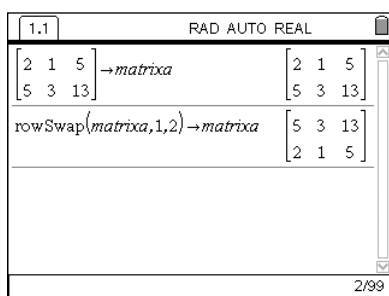 1.1 RAD AUTO REAL
[2 1 5
5 3 13]→matrixa [2 1 5
5 3 13]
rowSwap(matrixa,1,2)→matrixa [5 3 13
2 1 5]
2/99